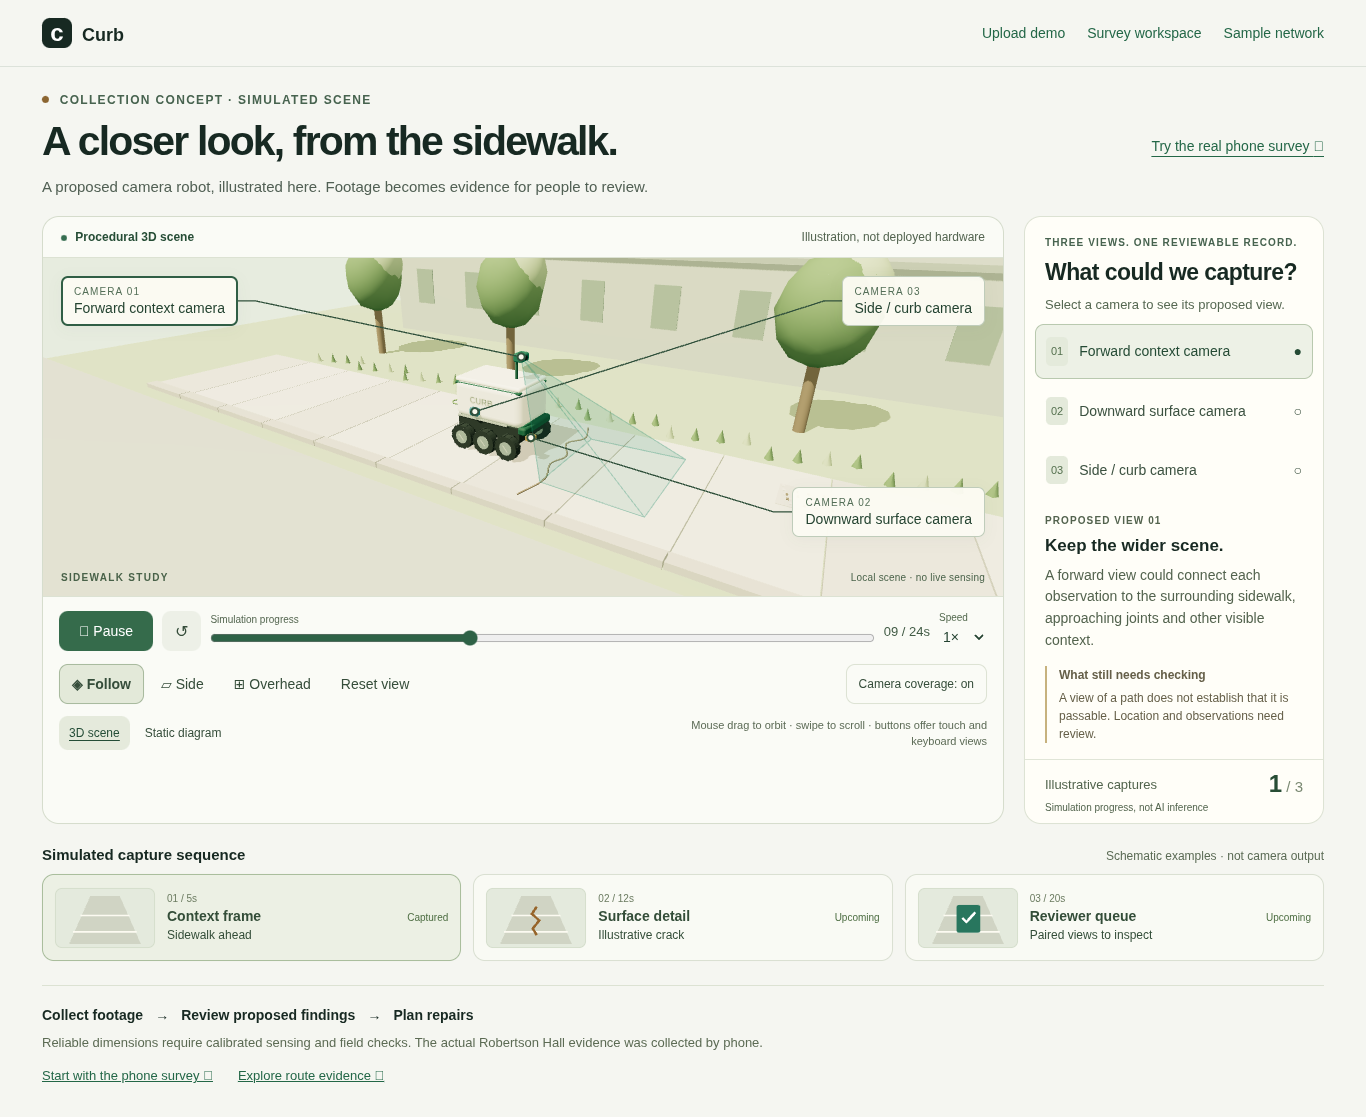 C Curb
Upload demo Survey workspace Sample network
COLLECTION CONCEPT · SIMULATED SCENE
A closer look, from the sidewalk.
Try the real phone survey
A proposed camera robot, illustrated here. Footage becomes evidence for people to review.
Procedural 3D scene
Illustration, not deployed hardware
CAMERA 01
Forward context camera
CAMERA 03
Side / curb camera
CURB
CAMERA 02
Downward surface camera
SIDEWALK STUDY
Local scene · no live sensing
Pause
↺
Simulation progress
09 / 24s
Speed
1×
◈ Follow
▱ Side
⊞ Overhead
Reset view
Camera coverage: on
3D scene
Static diagram
Mouse drag to orbit · swipe to scroll · buttons offer touch and
keyboard views
THREE VIEWS. ONE REVIEWABLE RECORD.
What could we capture?
Select a camera to see its proposed view.
01 Forward context camera ●
02 Downward surface camera ○
03 Side / curb camera ○
PROPOSED VIEW 01
Keep the wider scene.
A forward view could connect each
observation to the surrounding sidewalk,
approaching joints and other visible
context.
What still needs checking
A view of a path does not establish that it is
passable. Location and observations need
review.
Illustrative captures 1 / 3
Simulation progress, not AI inference
Simulated capture sequence
Schematic examples · not camera output
01 / 5s
Context frame
Sidewalk ahead
Captured
02 / 12s
Surface detail
Illustrative crack
Upcoming
03 / 20s
Reviewer queue
Paired views to inspect
Upcoming
Collect footage → Review proposed findings → Plan repairs
Reliable dimensions require calibrated sensing and field checks. The actual Robertson Hall evidence was collected by phone.
Start with the phone survey Explore route evidence